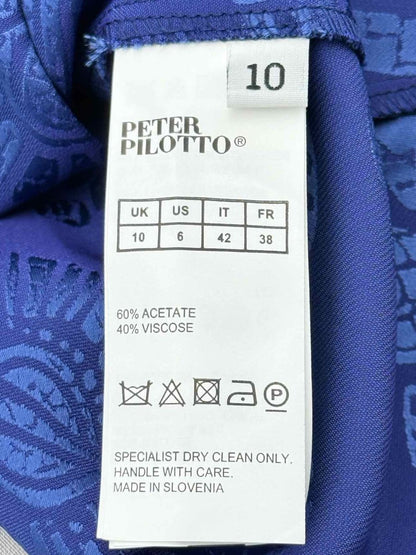 10
PETER
PILOTTO®
UK US IT FR
10 6 42 38
60% ACETATE
40% VISCOSE
P
SPECIALIST DRY CLEAN ONLY.
HANDLE WITH CARE.
MADE IN SLOVENIA